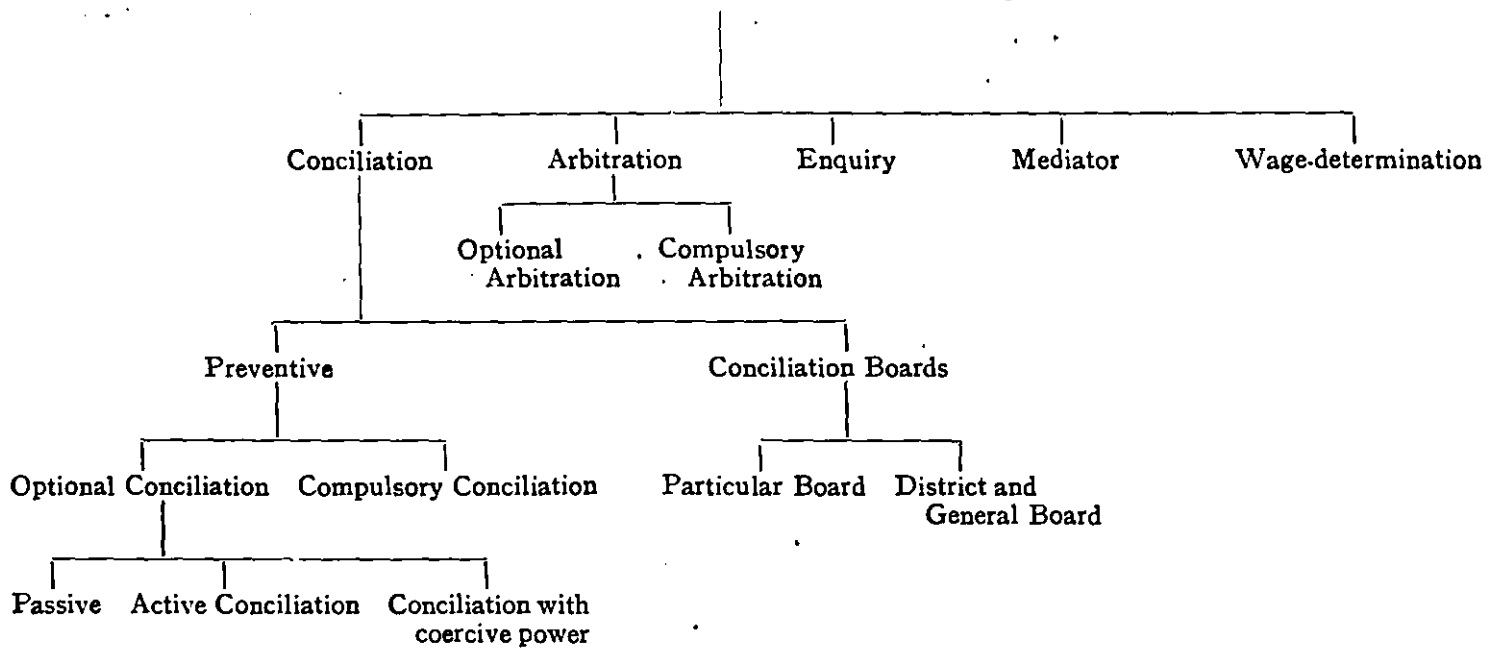 Conciliation Arbitration Enquiry Mediator Wage-determination
Optional Compulsory
Arbitration Arbitration
Preventive Conciliation Boards
Optional Conciliation Compulsory Conciliation Particular Board District and
General Board
Passive Active Conciliation Conciliation with
coercive power